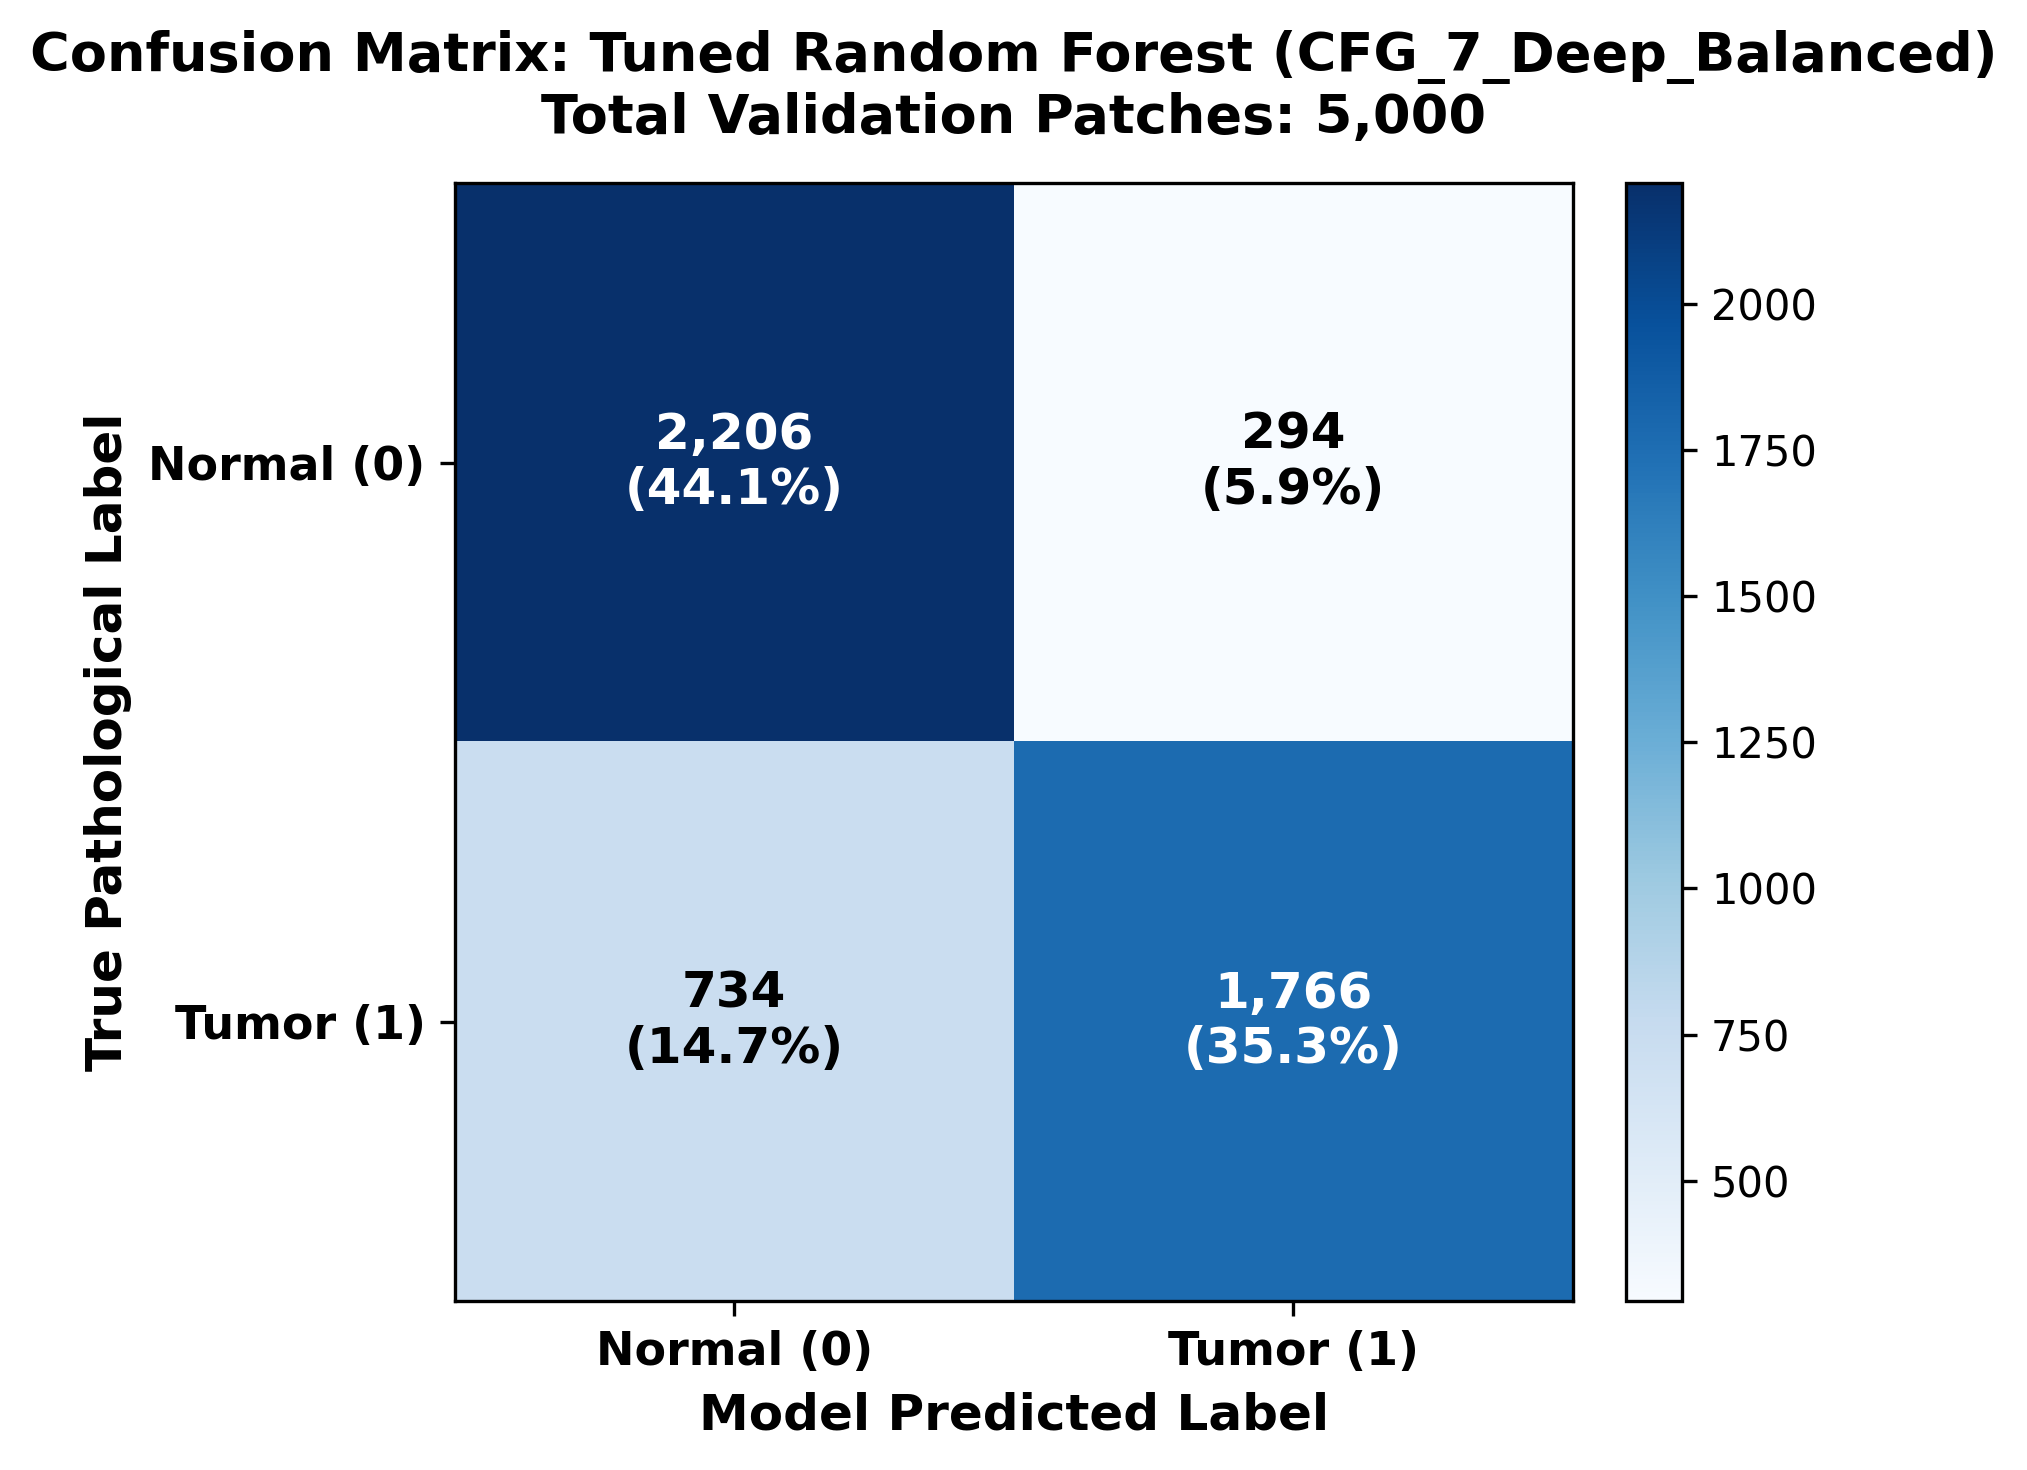 Confusion Matrix: Tuned Random Forest (CFG_7_Deep_Balanced)
Total Validation Patches: 5,000
True Pathological Label
Normal (0)
Tumor (1)
2,206
(44.1%)
294
(5.9%)
734
(14.7%)
1,766
(35.3%)
Normal (0)
Tumor (1)
Model Predicted Label
2000
1750
1500
1250
1000
750
500